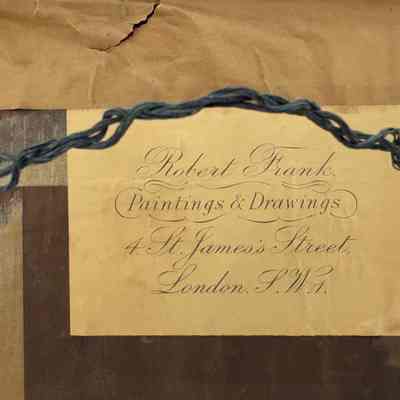 Robert Frank.
Paintings & Drawings
4 St. James's Street,
London. S.W.1.